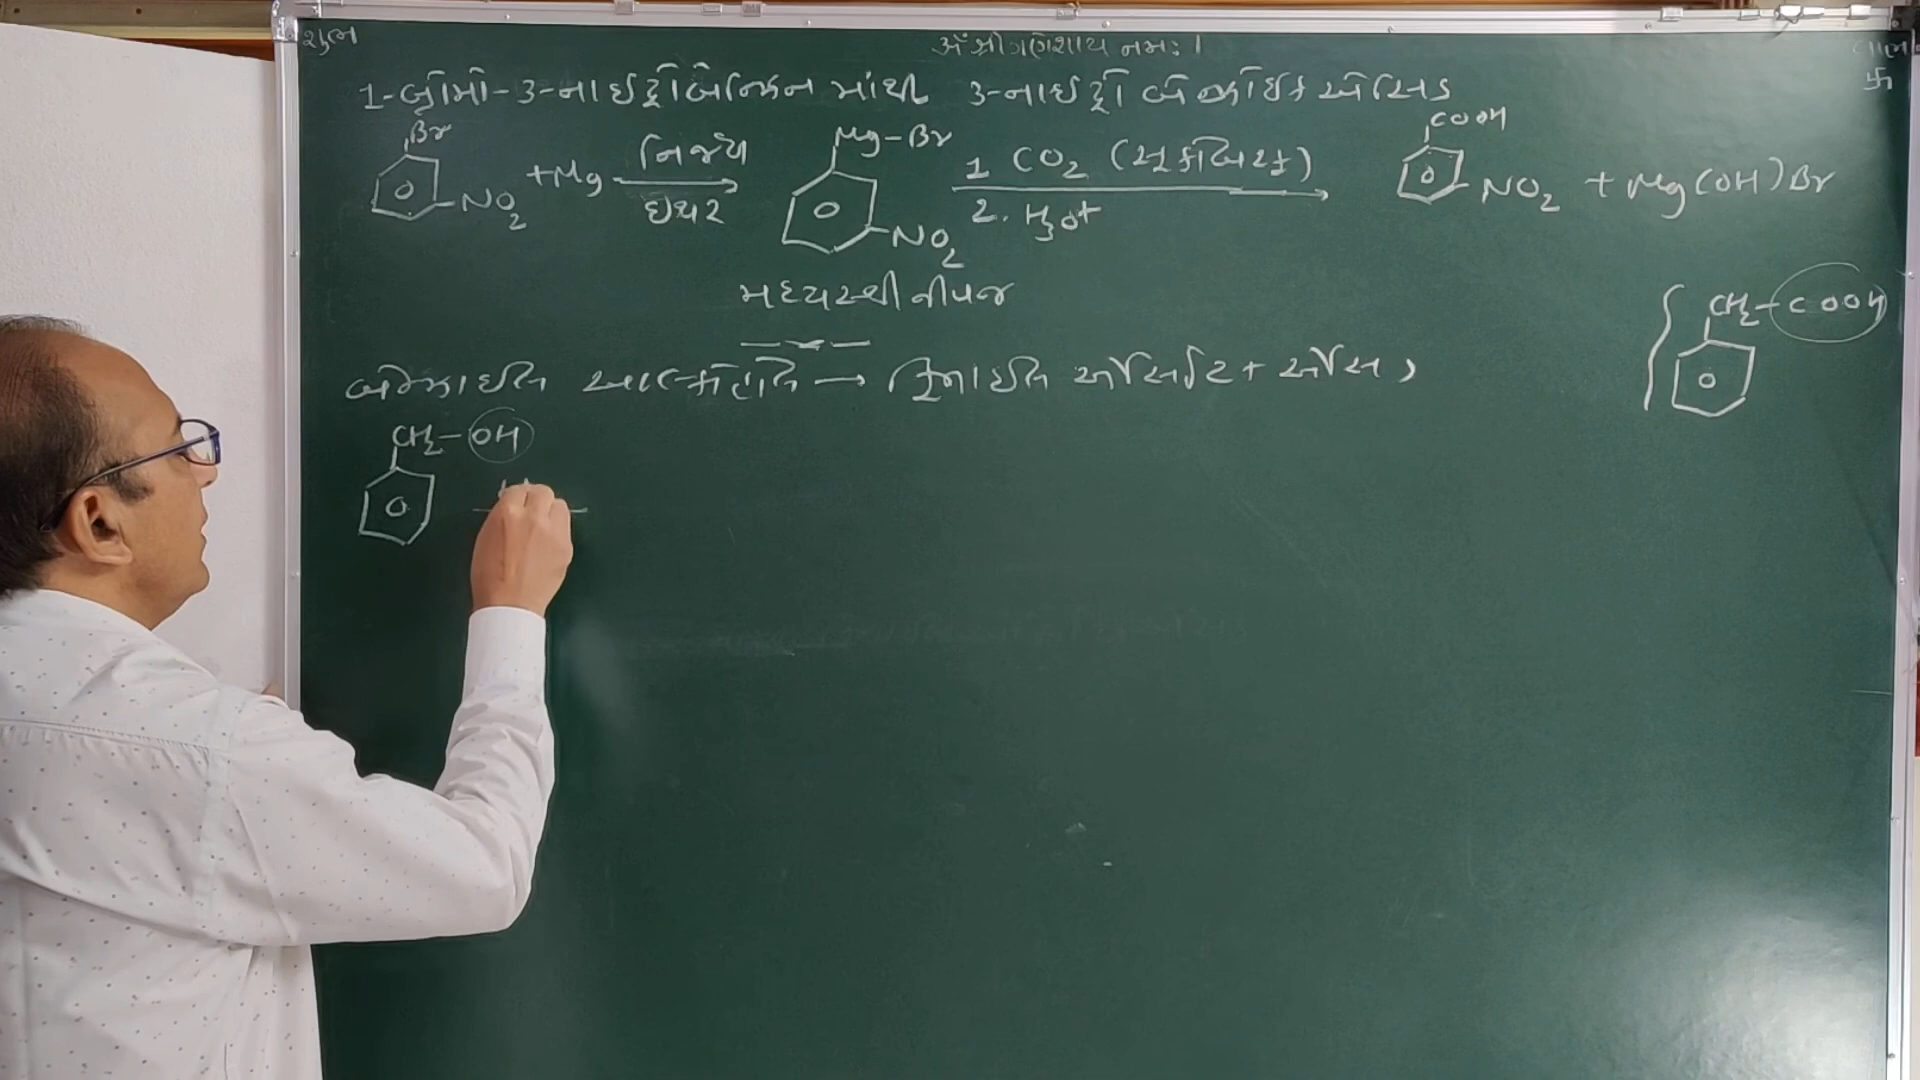 શુભ
ૐ શ્રી ગણેશાય નમઃ ।
લાભ
卐
1-બ્રોમો-3-નાઇટ્રોબેન્ઝિન માંથી 3-નાઇટ્રો બેન્ઝોઇક એસિડ
Br
NO2 + Mg નિર્જળ ઇથર
Mg-Br
NO2
1 CO2 (સૂકોબરફ)
2. H3O+
COOH
NO2 + Mg(OH)Br
મધ્યસ્થી નીપજ
CH2-COOH
બેન્ઝાઇલ આલ્કોહોલ → ફિનાઇલ એસિટિક એસિડ
CH2-OH